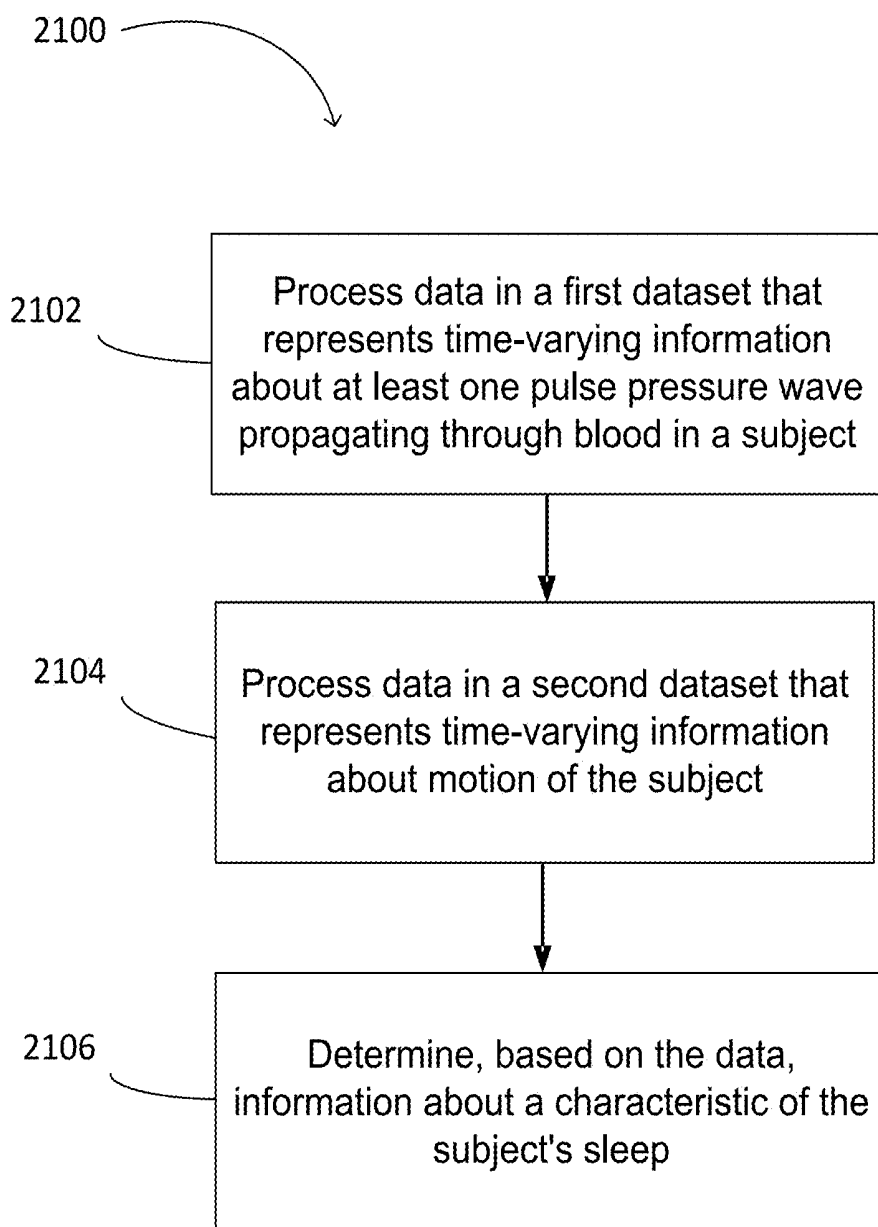 2100
2102
Process data in a first dataset that
represents time-varying information
about at least one pulse pressure wave
propagating through blood in a subject
2104
Process data in a second dataset that
represents time-varying information
about motion of the subject
2106
Determine, based on the data,
information about a characteristic of the
subject's sleep